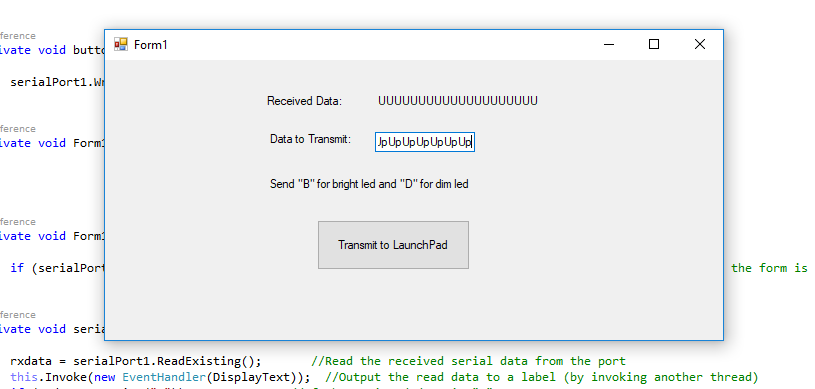 ference
ivate void butto
Form1
serialPort1.Wr
Received Data: UUUUUUUUUUUUUUUUUUUU
ference
ivate void Form1
Data to Transmit: pUpUpUpUpUpUp
Send "B" for bright led and "D" for dim led
ference
ivate void Form1
Transmit to LaunchPad
if (serialPort the form is
ference
ivate void seria
rxdata = serialPort1.ReadExisting(); //Read the received serial data from the port
this.Invoke(new EventHandler(DisplayText)); //Output the read data to a label (by invoking another thread)